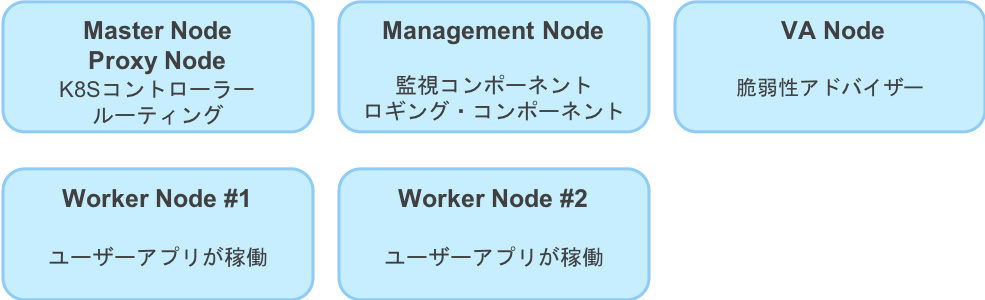 Master Node
Proxy Node
K8Sコントローラー
ルーティング
Management Node
監視コンポーネント
ロギング・コンポーネント
VA Node
脆弱性アドバイザー
Worker Node #1
ユーザーアプリが稼働
Worker Node #2
ユーザーアプリが稼働